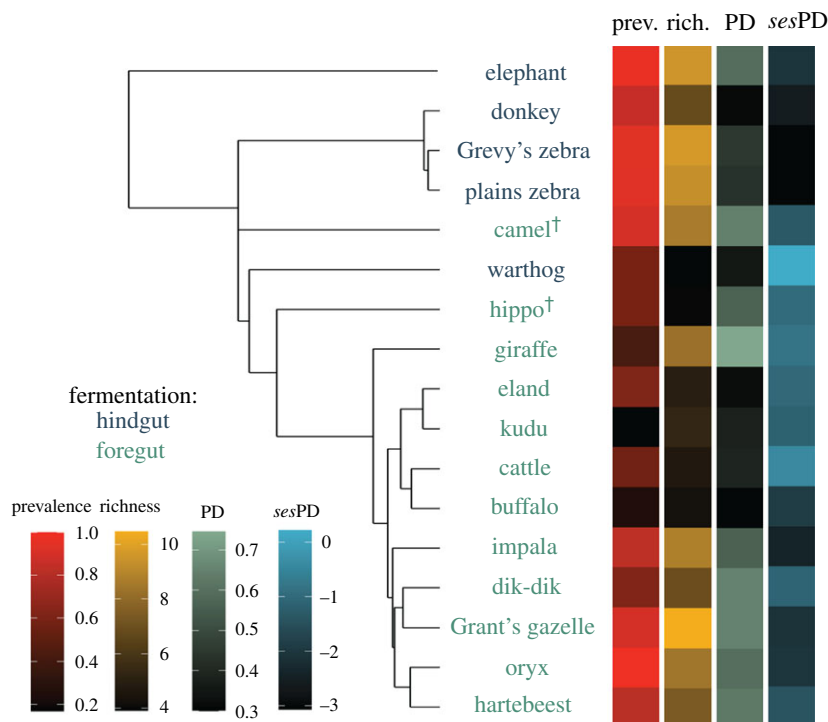 prev. rich. PD sesPD
elephant
donkey
Grevy's zebra
plains zebra
camel†
warthog
hippo†
giraffe
eland
kudu
cattle
buffalo
impala
dik-dik
Grant's gazelle
oryx
hartebeest
fermentation:
hindgut
foregut
prevalence richness PD sesPD
1.0
0.8
0.6
0.4
0.2
10
8
6
4
0.7
0.6
0.5
0.4
0.3
0
–1
–2
–3